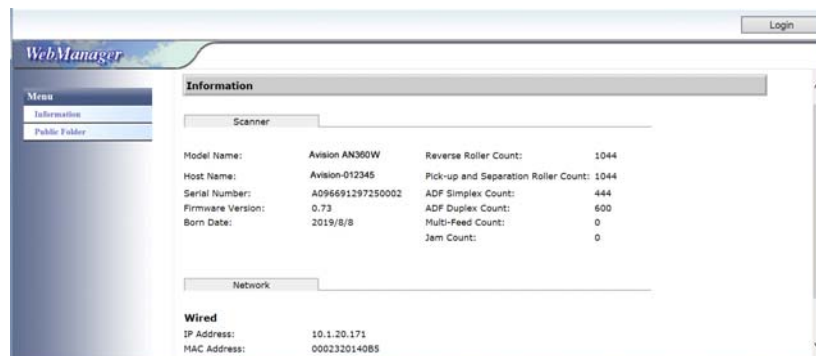 Login
WebManager
Menu
Information
Public Folder
Information
Scanner
Model Name: Avision AN360W Reverse Roller Count: 1044
Host Name: Avision-012345 Pick-up and Separation Roller Count: 1044
Serial Number: A096691297250002 ADF Simplex Count: 444
Firmware Version: 0.73 ADF Duplex Count: 600
Born Date: 2019/8/8 Multi-Feed Count: 0
Jam Count: 0
Network
Wired
IP Address: 10.1.20.171
MAC Address: 000232014085